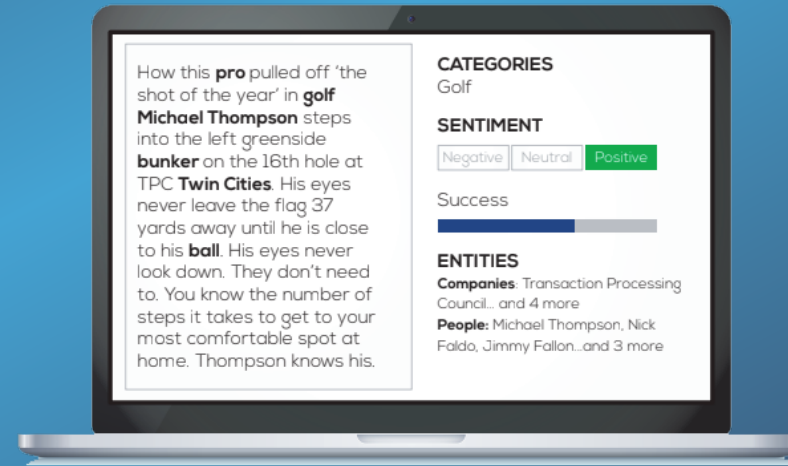 How this pro pulled off ‘the
shot of the year’ in golf
Michael Thompson steps
into the left greenside
bunker on the 16th hole at
TPC Twin Cities. His eyes
never leave the flag 37
yards away until he is close
to his ball. His eyes never
look down. They don’t need
to. You know the number of
steps it takes to get to your
most comfortable spot at
home. Thompson knows his.
CATEGORIES
Golf
SENTIMENT
Negative Neutral Positive
Success
ENTITIES
Companies: Transaction Processing
Council... and 4 more
People: Michael Thompson, Nick
Faldo, Jimmy Fallon...and 3 more